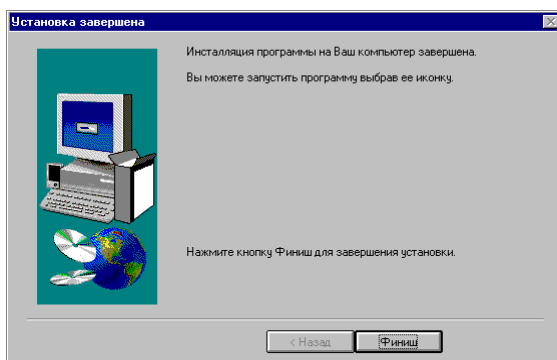 Установка завершена
Инсталляция программы на Ваш компьютер завершена.
Вы можете запустить программу выбрав ее иконку.
Нажмите кнопку Финиш для завершения установки.
< Назад
Финиш